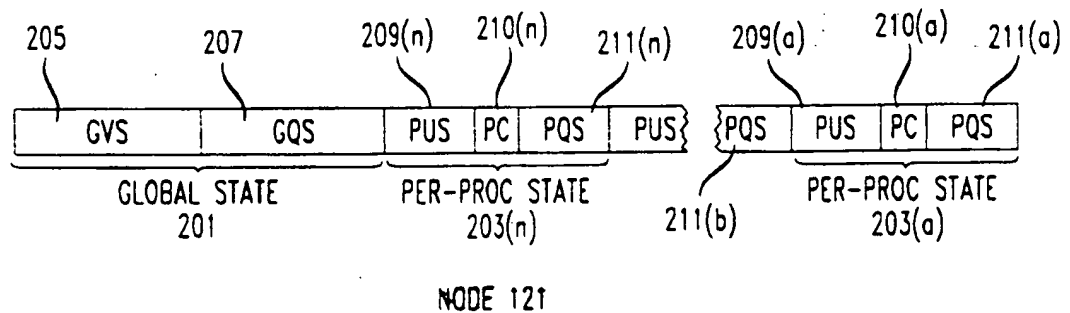 205 207 209(n) 210(n) 211(n) 209(a) 210(a) 211(a)
GVS GQS PUS PC PQS PUS PQS PUS PC PQS
GLOBAL STATE PER-PROC STATE PER-PROC STATE
201 203(n) 211(b) 203(a)
NODE 121